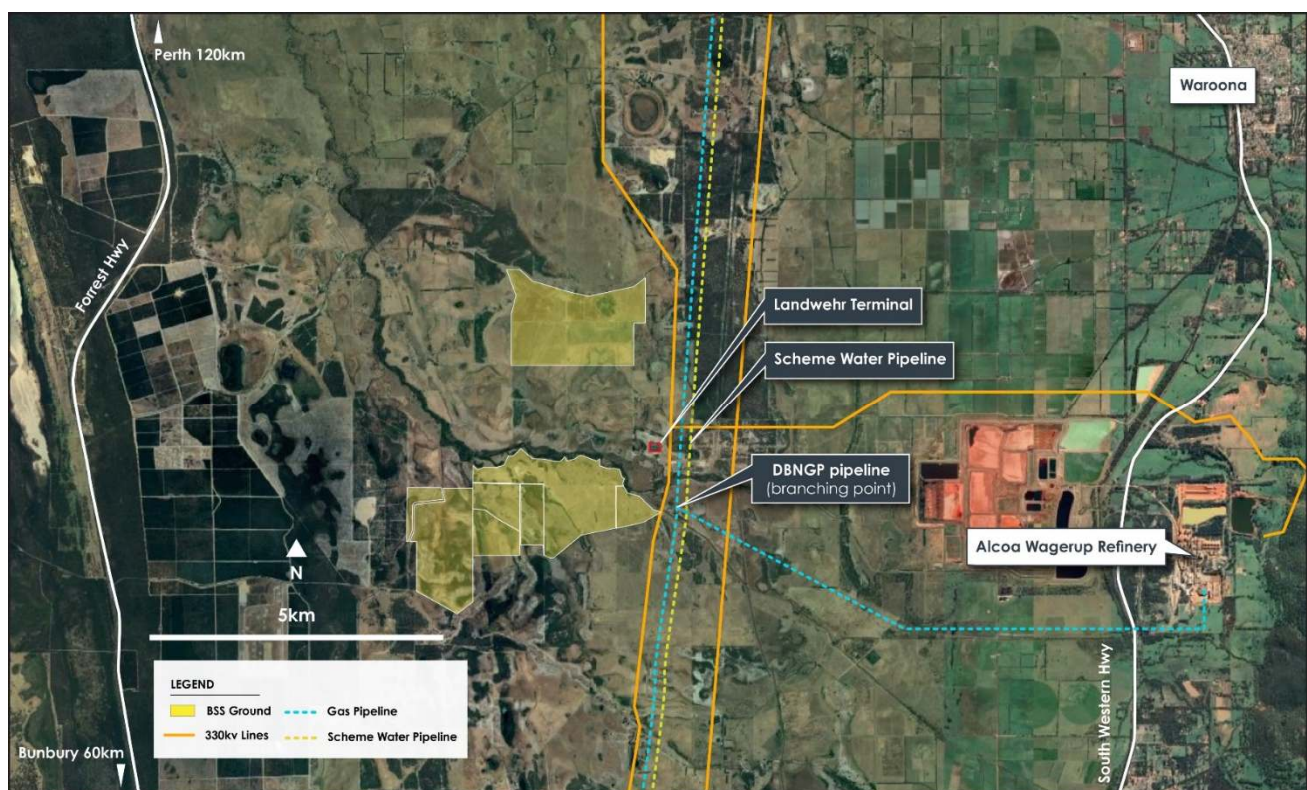 Perth 120km
Waroona
Forrest Hwy
Landwehr Terminal
Scheme Water Pipeline
DBNGP pipeline
(branching point)
Alcoa Wagerup Refinery
N
5km
LEGEND
BSS Ground
Gas Pipeline
330kv Lines
Scheme Water Pipeline
Bunbury 60km
South Western Hwy